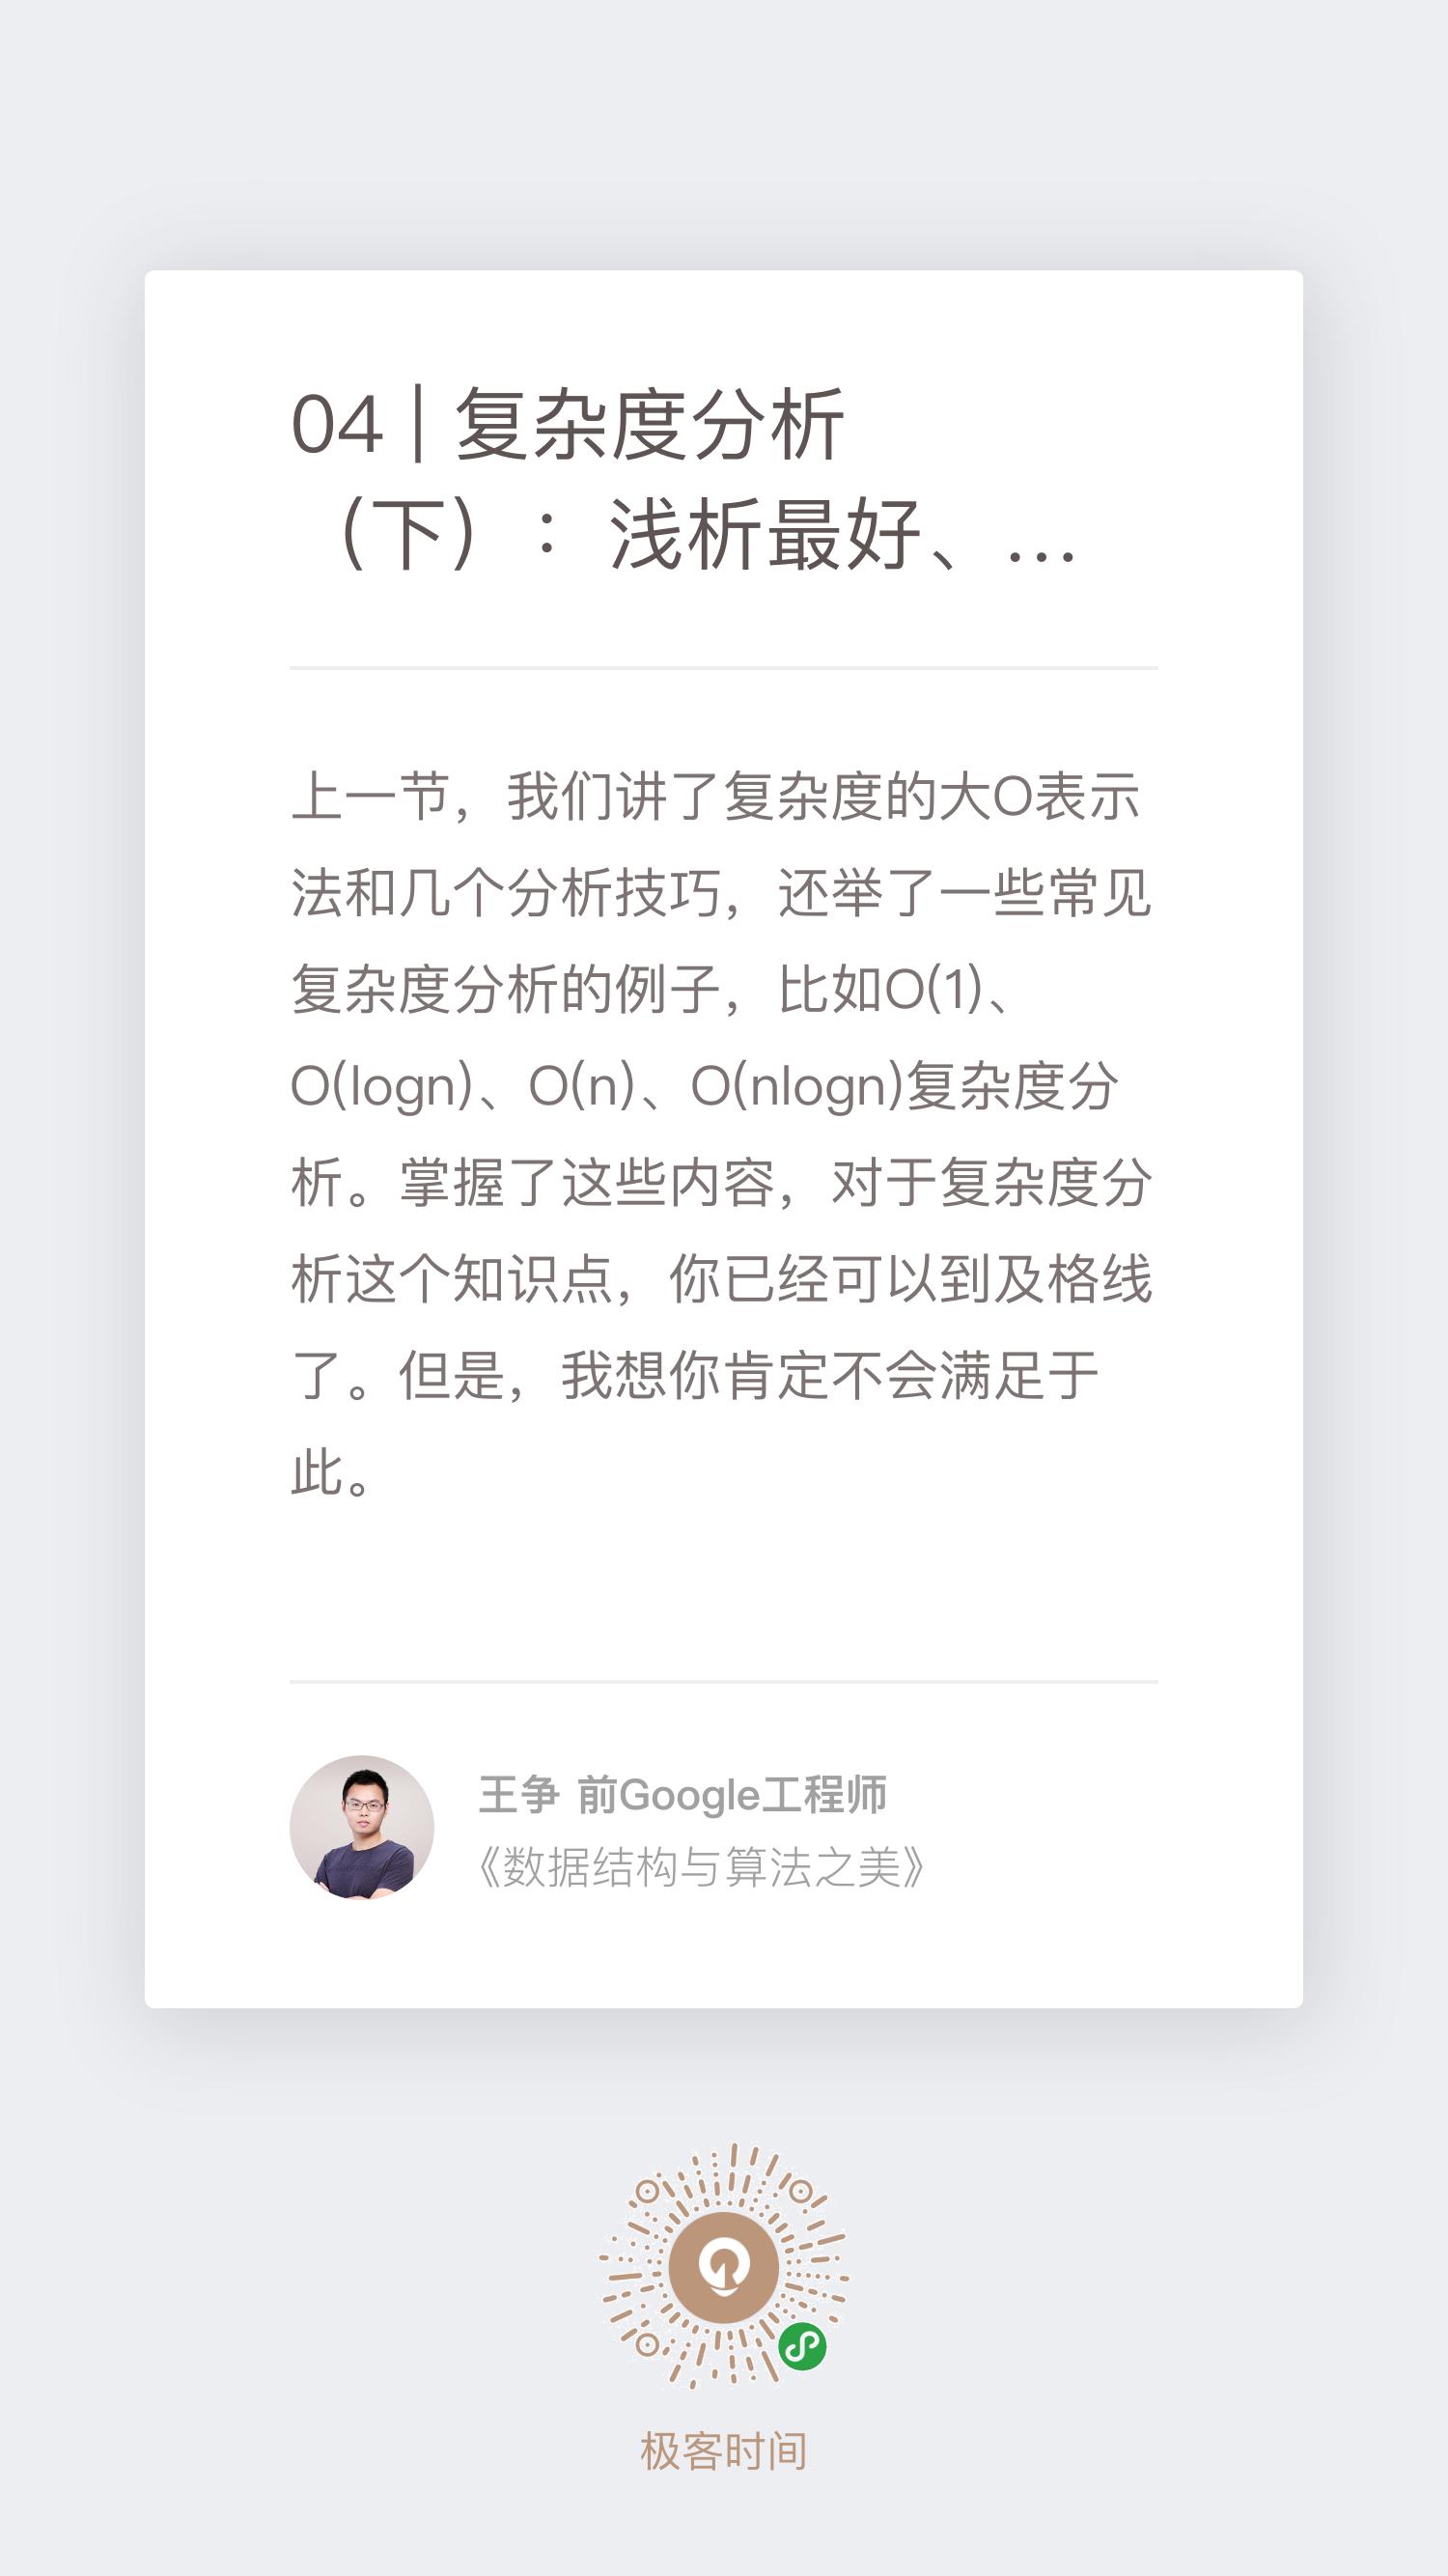 04 | 复杂度分析
（下）：浅析最好、...
上一节，我们讲了复杂度的大O表示
法和几个分析技巧，还举了一些常见
复杂度分析的例子，比如O(1)、
O(logn)、O(n)、O(nlogn)复杂度分
析。掌握了这些内容，对于复杂度分
析这个知识点，你已经可以到及格线
了。但是，我想你肯定不会满足于
此。
王争 前Google工程师
《数据结构与算法之美》
极客时间